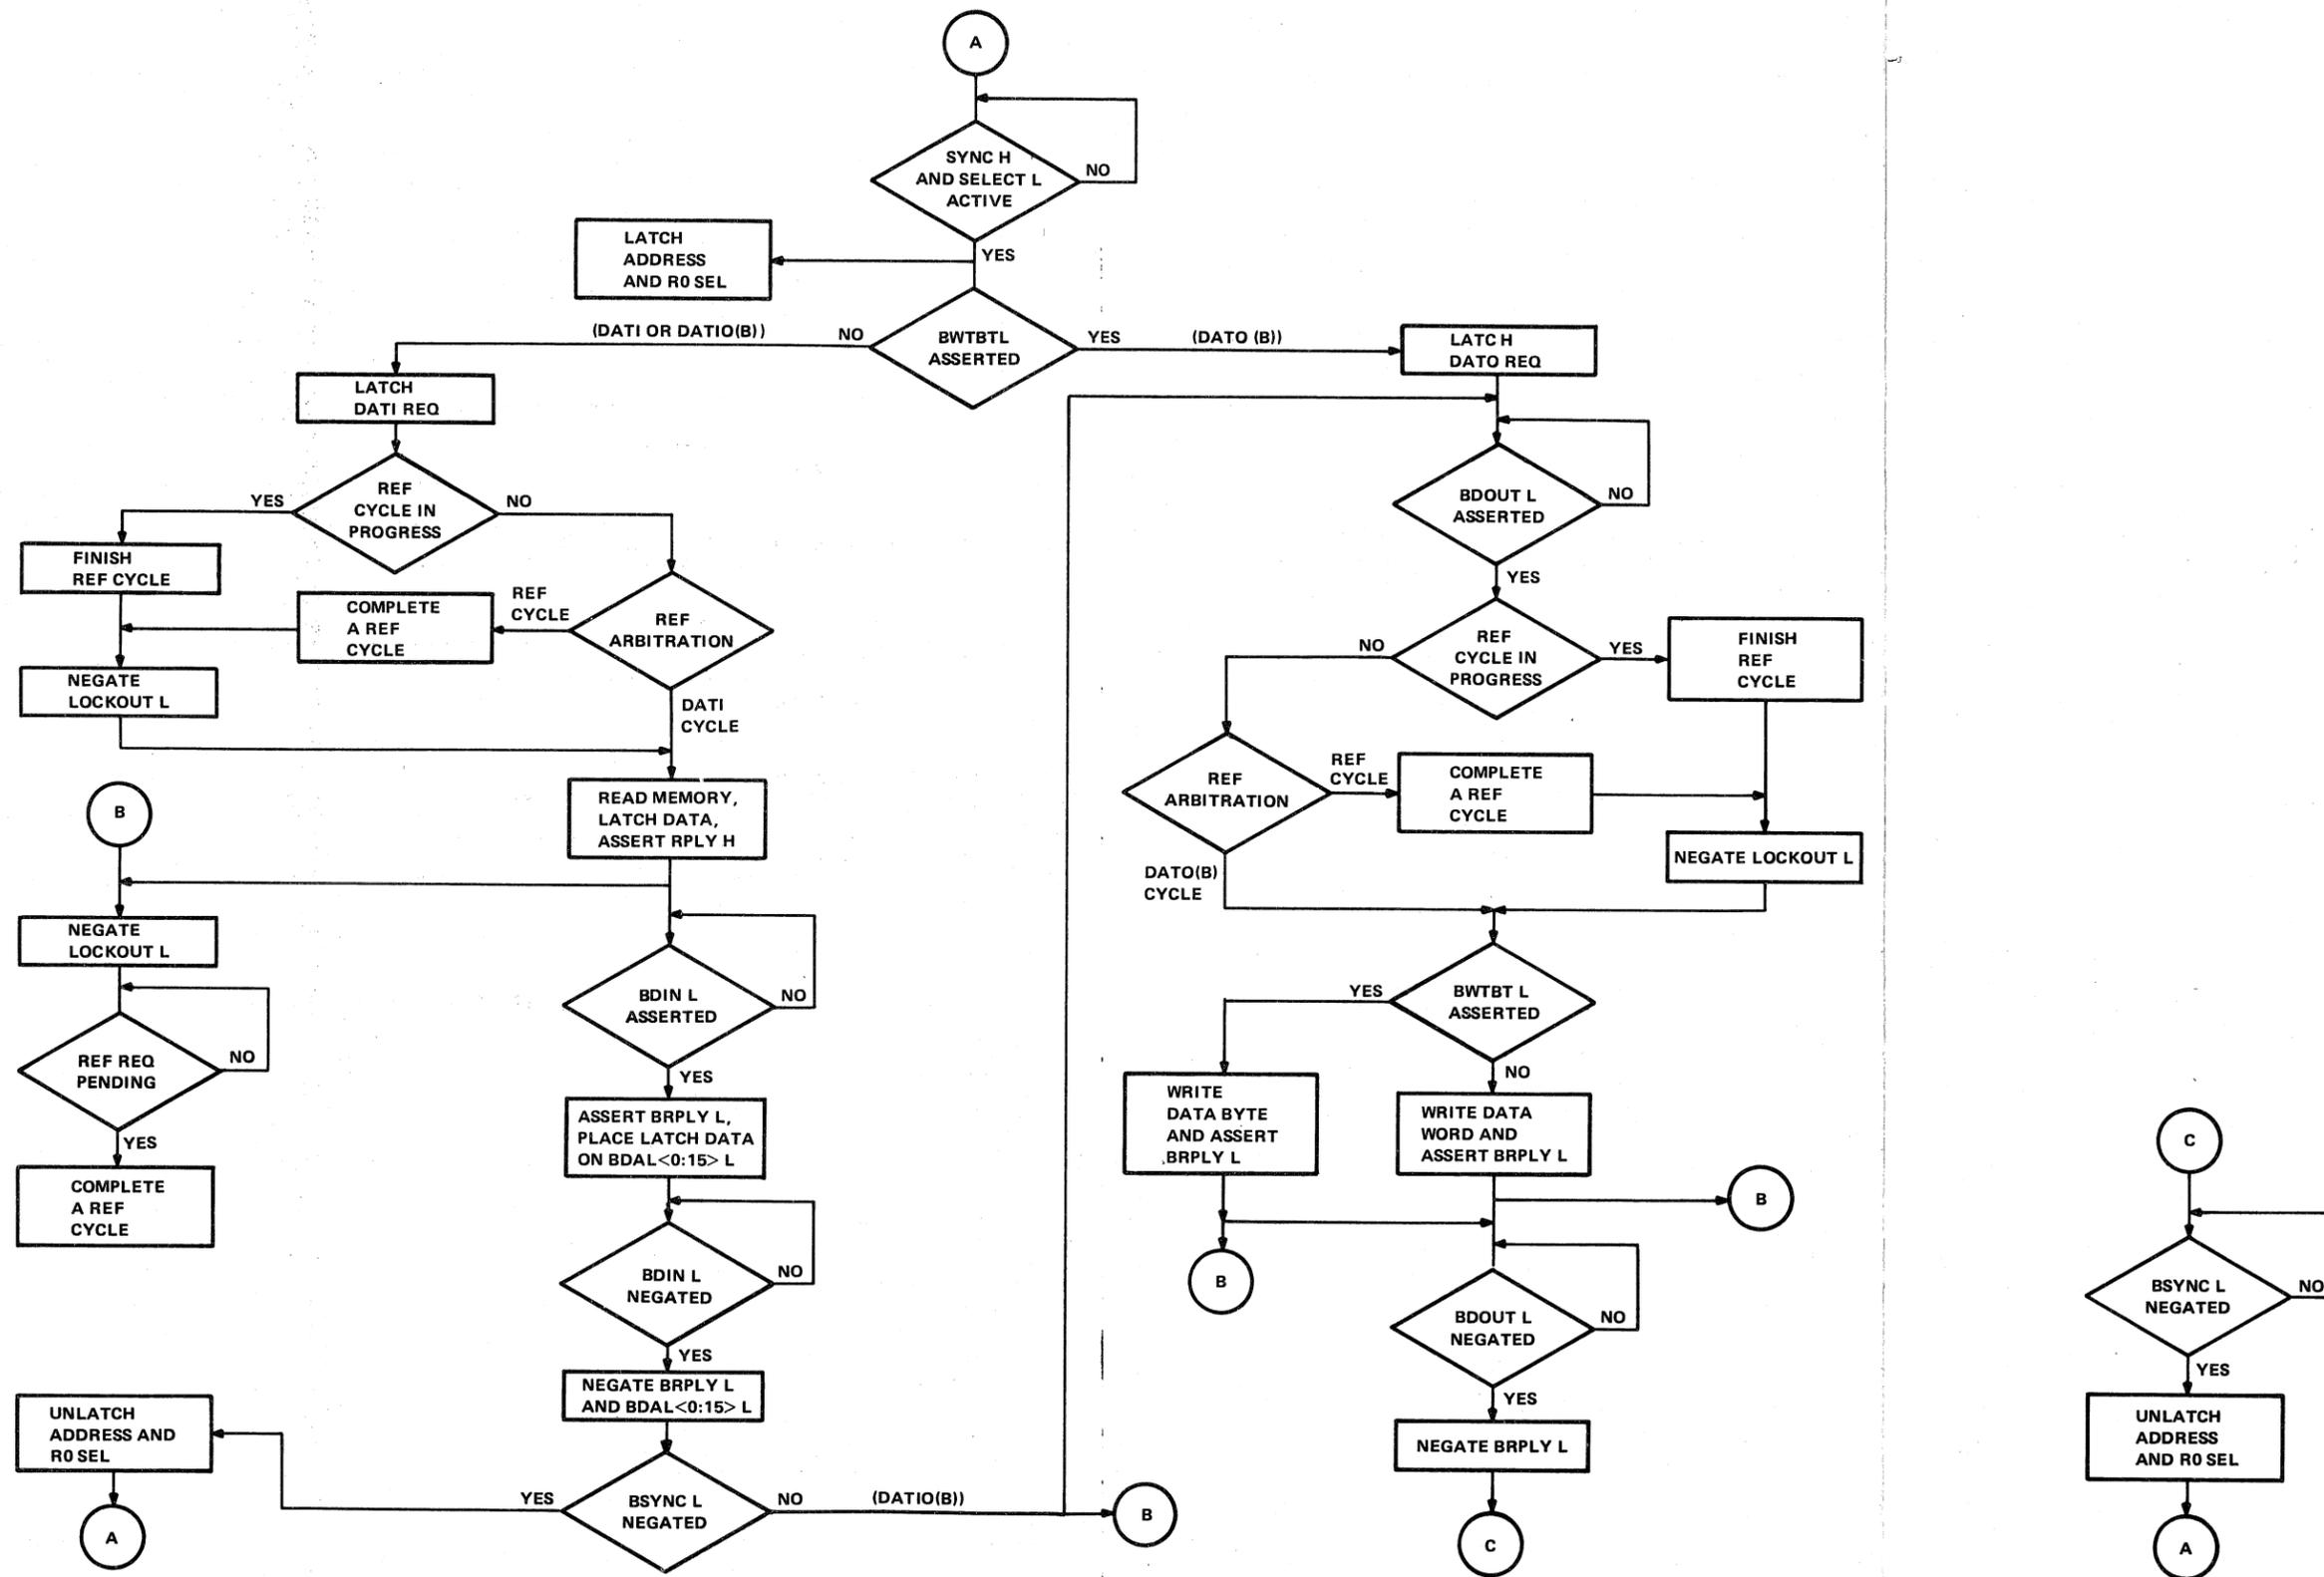 A
SYNC H
AND SELECT L
ACTIVE
NO
YES
LATCH
ADDRESS
AND R0 SEL
BWTBTL
ASSERTED
NO
(DATI OR DATIO(B))
YES
(DATO (B))
LATCH
DATI REQ
REF
CYCLE IN
PROGRESS
YES
NO
FINISH
REF CYCLE
REF
ARBITRATION
REF
CYCLE
COMPLETE
A REF
CYCLE
NEGATE
LOCKOUT L
DATI
CYCLE
READ MEMORY,
LATCH DATA,
ASSERT RPLY H
B
NEGATE
LOCKOUT L
REF REQ
PENDING
NO
YES
COMPLETE
A REF
CYCLE
BDIN L
ASSERTED
NO
YES
ASSERT BRPLY L,
PLACE LATCH DATA
ON BDAL<0:15> L
BDIN L
NEGATED
NO
YES
NEGATE BRPLY L
AND BDAL<0:15> L
BSYNC L
NEGATED
YES
NO
(DATIO(B))
B
UNLATCH
ADDRESS AND
R0 SEL
A
LATCH
DATO REQ
BDOUT L
ASSERTED
NO
YES
REF
CYCLE IN
PROGRESS
NO
YES
FINISH
REF
CYCLE
REF
ARBITRATION
REF
CYCLE
COMPLETE
A REF
CYCLE
NEGATE LOCKOUT L
DATO(B)
CYCLE
BWTBT L
ASSERTED
YES
NO
WRITE
DATA BYTE
AND ASSERT
BRPLY L
WRITE DATA
WORD AND
ASSERT BRPLY L
B
B
BDOUT L
NEGATED
NO
YES
NEGATE BRPLY L
C
C
BSYNC L
NEGATED
NO
YES
UNLATCH
ADDRESS
AND R0 SEL
A